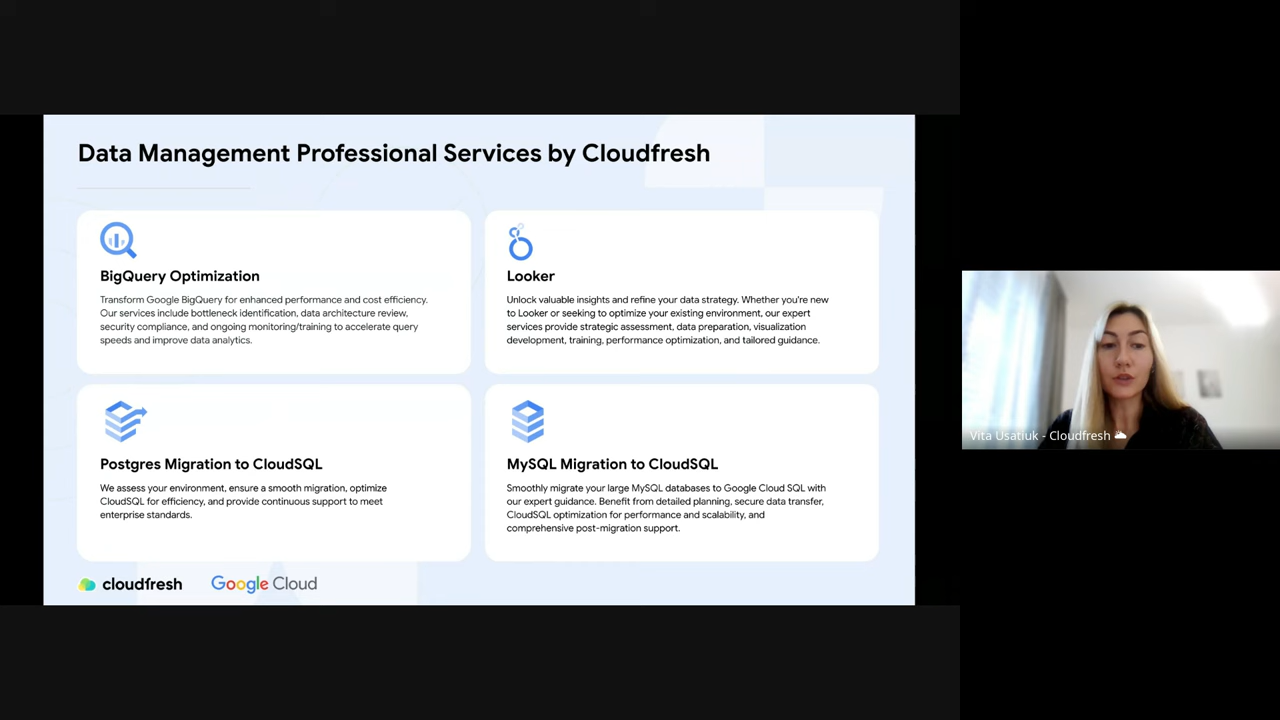 Data Management Professional Services by Cloudfresh
BigQuery Optimization
Transform Google BigQuery for enhanced performance and cost efficiency.
Our services include bottleneck identification, data architecture review,
security compliance, and ongoing monitoring/training to accelerate query
speeds and improve data analytics.
Looker
Unlock valuable insights and refine your data strategy. Whether you're new
to Looker or seeking to optimize your existing environment, our expert
services provide strategic assessment, data preparation, visualization
development, training, performance optimization, and tailored guidance.
Postgres Migration to CloudSQL
We assess your environment, ensure a smooth migration, optimize
CloudSQL for efficiency, and provide continuous support to meet
enterprise standards.
MySQL Migration to CloudSQL
Smoothly migrate your large MySQL databases to Google Cloud SQL with
our expert guidance. Benefit from detailed planning, secure data transfer,
CloudSQL optimization for performance and scalability, and
comprehensive post-migration support.
cloudfresh
Google Cloud
Vita Usatiuk - Cloudfresh 🌥️